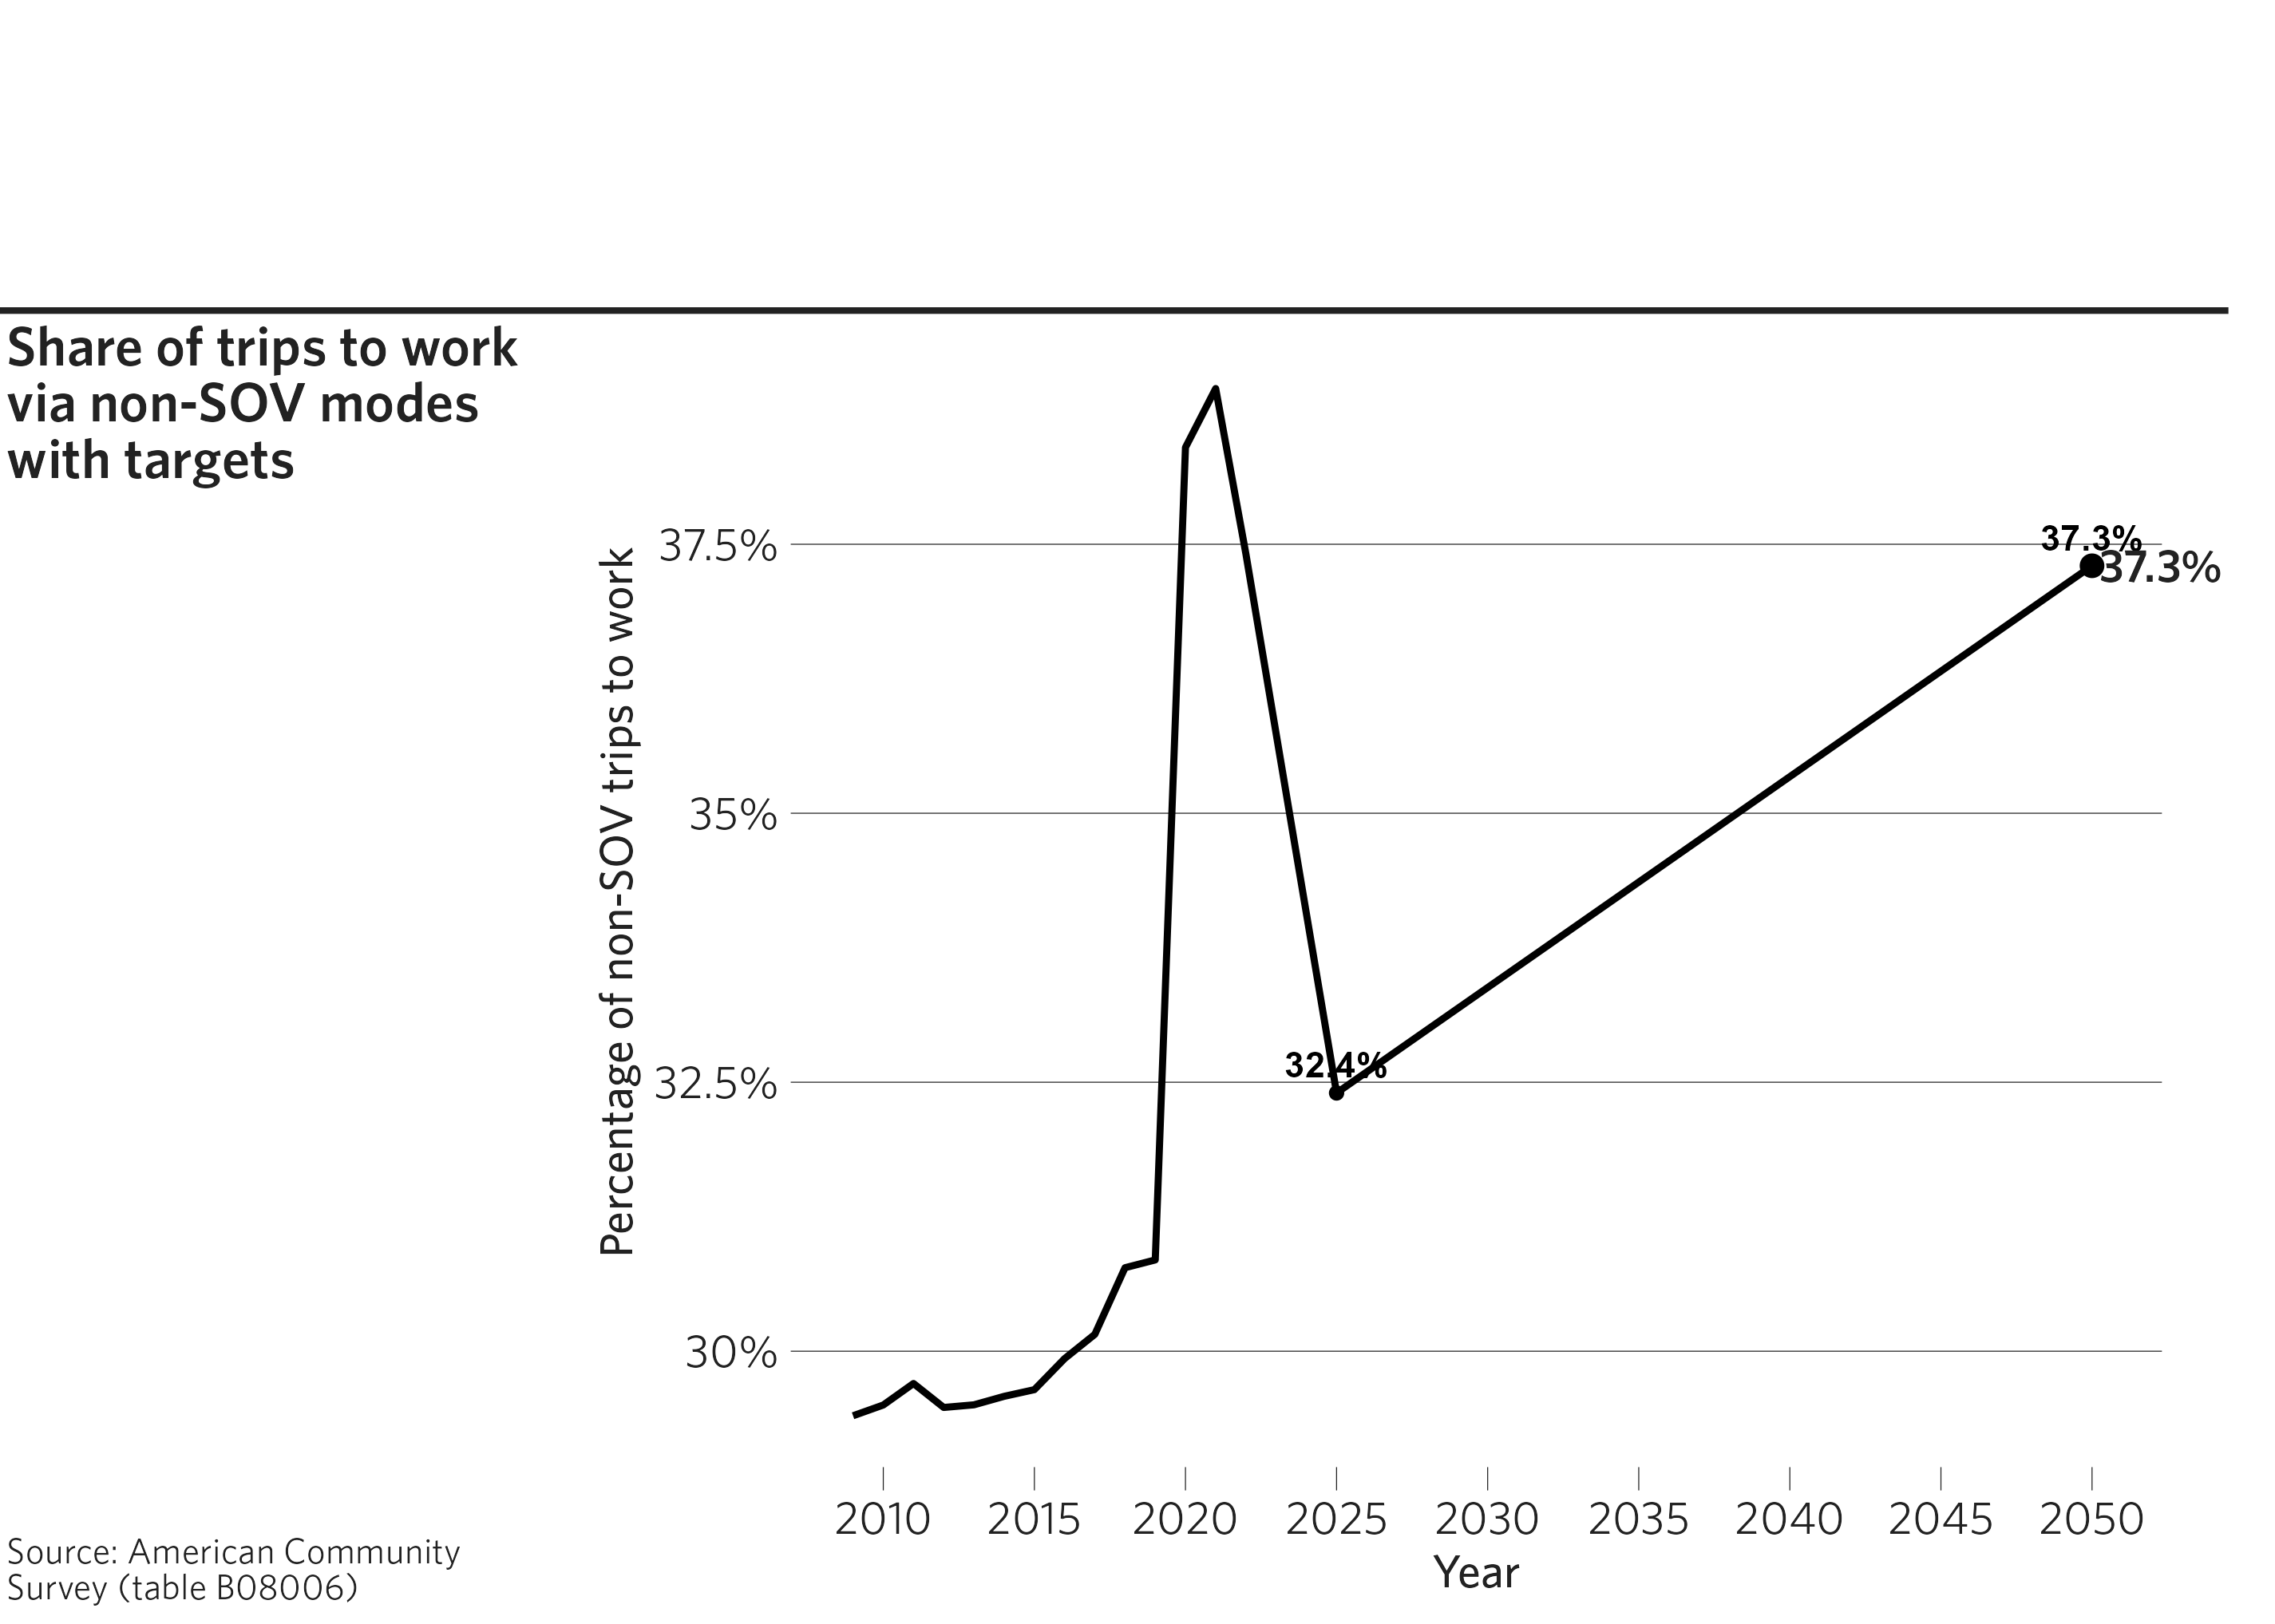 Share of trips to work
via non-SOV modes
with targets
Percentage of non-SOV trips to work
37.5%
35%
32.5%
30%
37.3%
37.3%
32.4%
2010
2015
2020
2025
2030
2035
2040
2045
2050
Year
Source: American Community
Survey (table B08006)